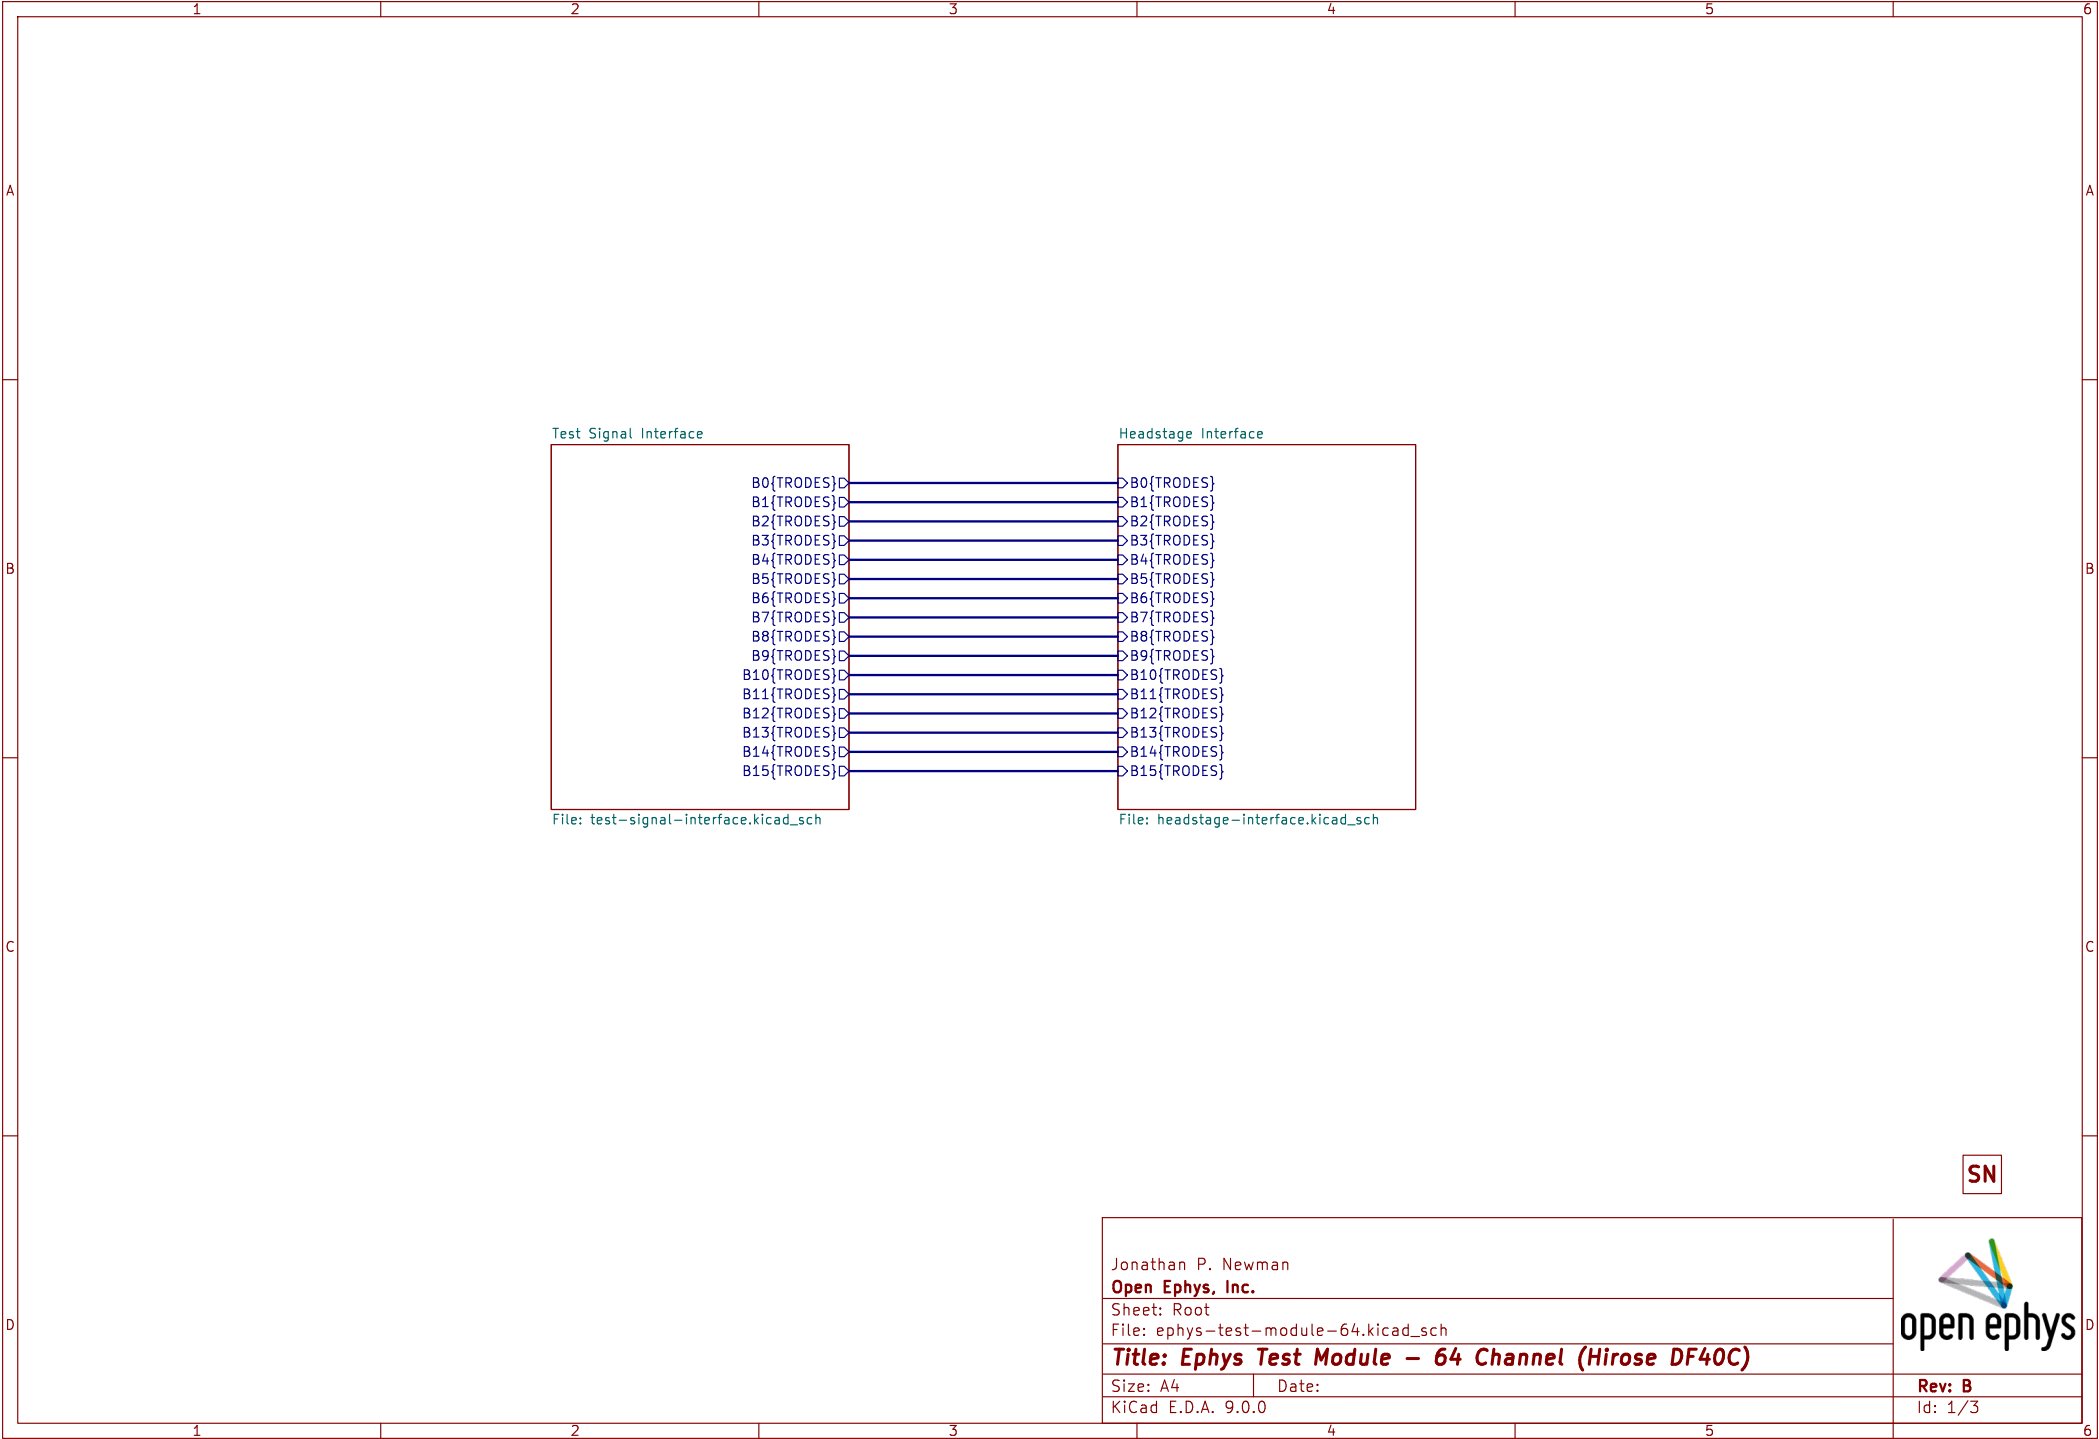 1 2 3 4 5 6
A A
Test Signal Interface
Headstage Interface
B0{TRODES} B0{TRODES}
B1{TRODES} B1{TRODES}
B2{TRODES} B2{TRODES}
B3{TRODES} B3{TRODES}
B4{TRODES} B4{TRODES}
B B5{TRODES} B5{TRODES} B
B6{TRODES} B6{TRODES}
B7{TRODES} B7{TRODES}
B8{TRODES} B8{TRODES}
B9{TRODES} B9{TRODES}
B10{TRODES} B10{TRODES}
B11{TRODES} B11{TRODES}
B12{TRODES} B12{TRODES}
B13{TRODES} B13{TRODES}
B14{TRODES} B14{TRODES}
B15{TRODES} B15{TRODES}
File: test-signal-interface.kicad_sch
File: headstage-interface.kicad_sch
C C
SN
Jonathan P. Newman
Open Ephys, Inc.
Sheet: Root
File: ephys-test-module-64.kicad_sch
D D
open ephys
Title: Ephys Test Module - 64 Channel (Hirose DF40C)
Size: A4 Date:
Rev: B
KiCad E.D.A. 9.0.0
Id: 1/3
1 2 3 4 5 6